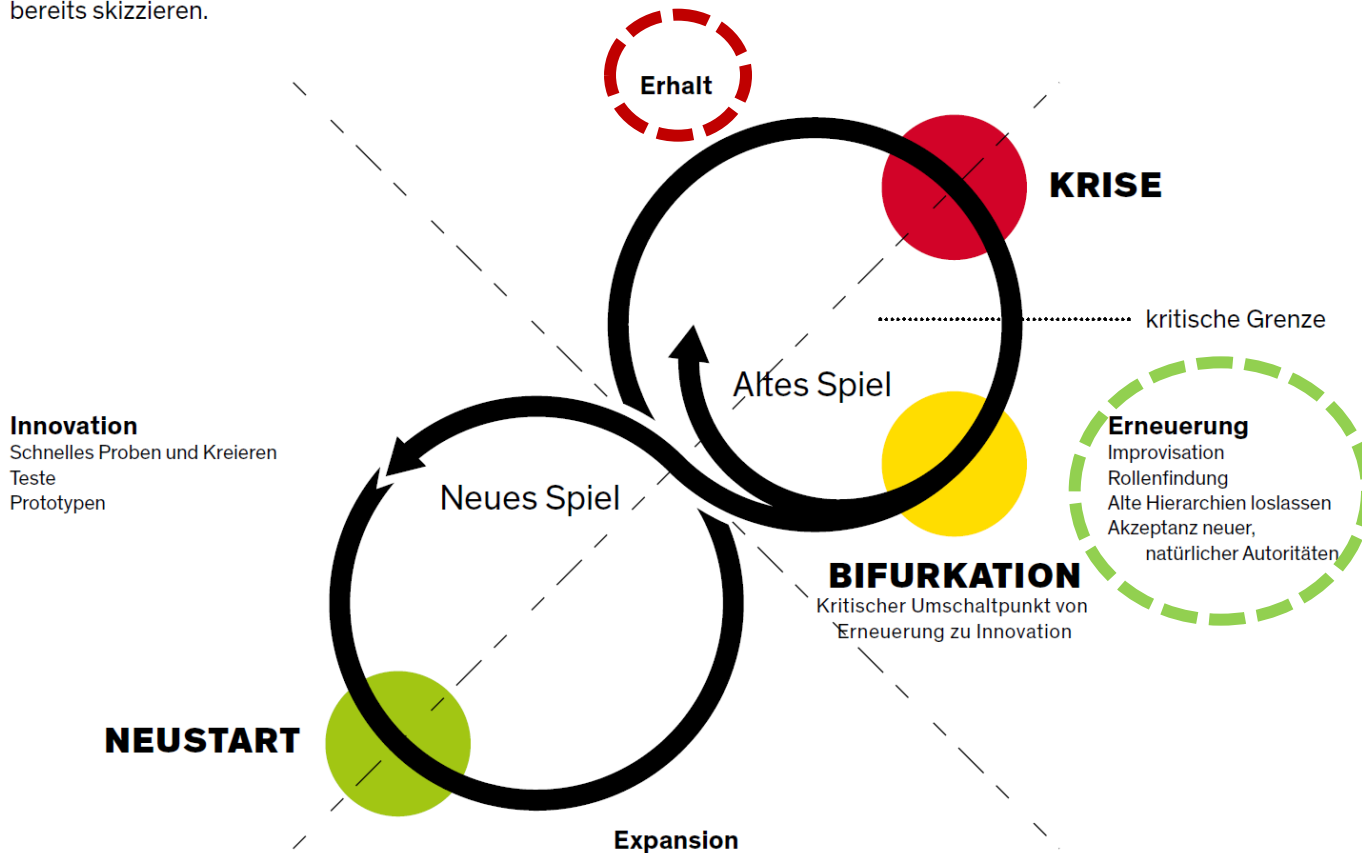 bereits skizzieren.
Erhalt
KRISE
kritische Grenze
Altes Spiel
Erneuerung
Improvisation
Rollenfindung
Alte Hierarchien loslassen
Akzeptanz neuer,
natürlicher Autoritäten
Innovation
Schnelles Proben und Kreieren
Teste
Prototypen
Neues Spiel
BIFURKATION
Kritischer Umschaltpunkt von
Erneuerung zu Innovation
NEUSTART
Expansion